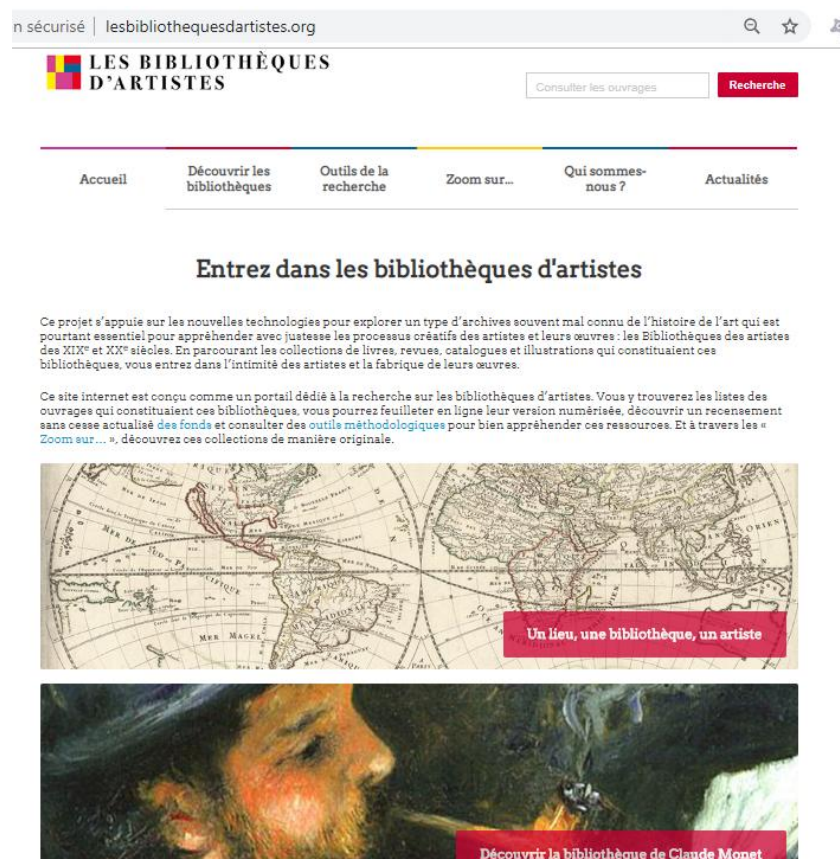 n sécurisé | lesbibliothequesdartistes.org
LES BIBLIOTHÈQUES
D'ARTISTES
Consulter les ouvrages
Recherche
Accueil
Découvrir les
bibliothèques
Outils de la
recherche
Zoom sur...
Qui sommes-
nous ?
Actualités
Entrez dans les bibliothèques d'artistes
Ce projet s'appuie sur les nouvelles technologies pour explorer un type d'archives souvent mal connu de l'histoire de l'art qui est
pourtant essentiel pour appréhender avec justesse les processus créatifs des artistes et leurs œuvres : les Bibliothèques des artistes
des XIXe et XXe siècles. En parcourant les collections de livres, revues, catalogues et illustrations qui constituaient ces
bibliothèques, vous entrez dans l'intimité des artistes et la fabrique de leurs œuvres.
Ce site internet est conçu comme un portail dédié à la recherche sur les bibliothèques d'artistes. Vous y trouverez les listes des
ouvrages qui constituaient ces bibliothèques, vous pourrez feuilleter en ligne leur version numérisée, découvrir un recensement
sans cesse actualisé des fonds et consulter des outils méthodologiques pour bien appréhender ces ressources. Et à travers les «
Zoom sur... », découvrez ces collections de manière originale.
MER DE SUD
PACIFIQUE
MER MAGEL
Un lieu, une bibliothèque, un artiste
Découvrir la bibliothèque de Claude Monet